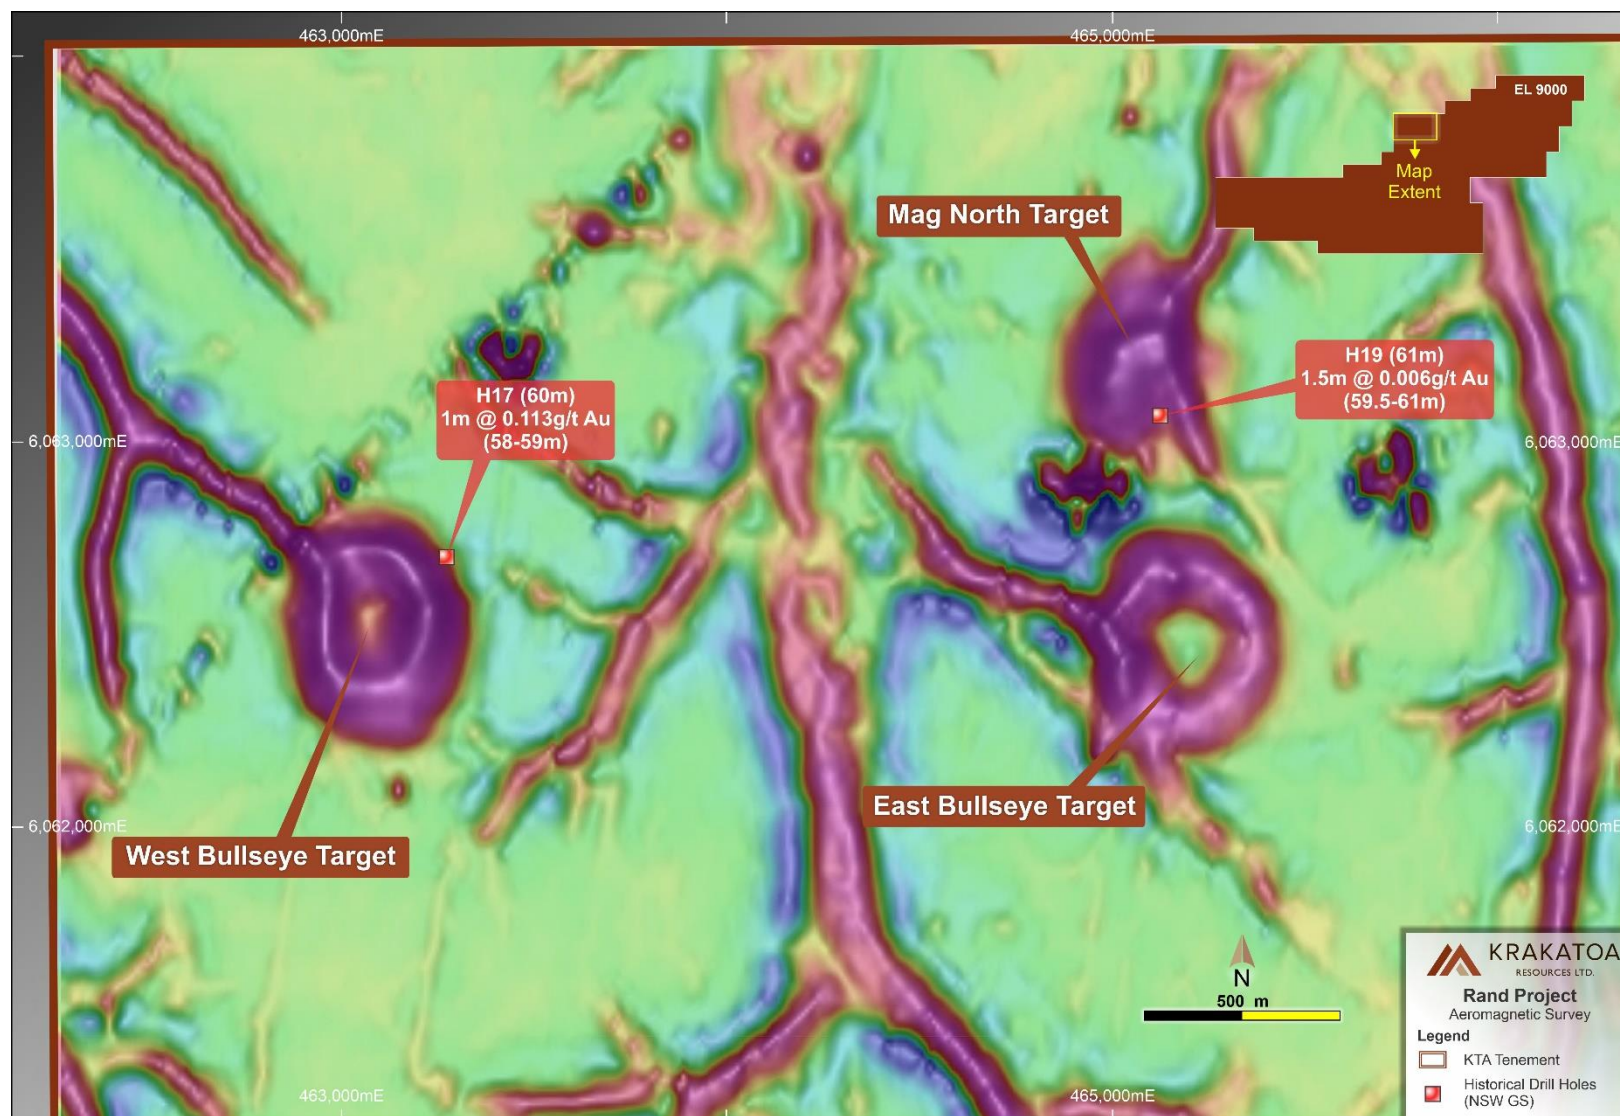 463,000mE
465,000mE
EL 9000
Map
Extent
Mag North Target
H19 (61m)
1.5m @ 0.006g/t Au
(59.5-61m)
H17 (60m)
1m @ 0.113g/t Au
(58-59m)
6,063,000mE
6,063,000mE
East Bullseye Target
6,062,000mE
6,062,000mE
West Bullseye Target
N
500 m
KRAKATOA
RESOURCES LTD.
Rand Project
Aeromagnetic Survey
Legend
KTA Tenement
Historical Drill Holes
(NSW GS)
463,000mE
465,000mE